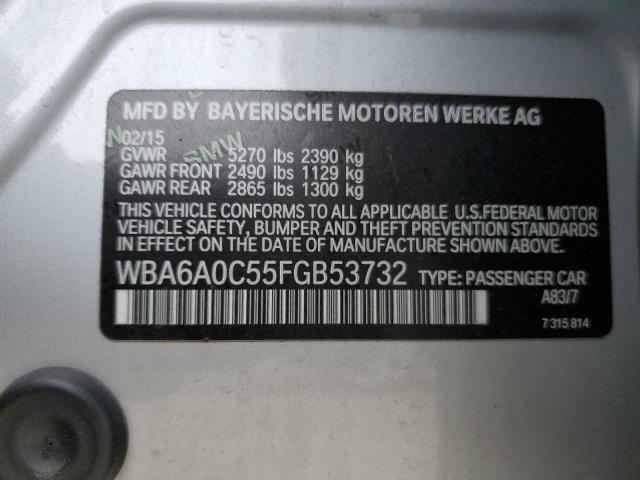 MFD BY BAYERISCHE MOTOREN WERKE AG
02/15
GVWR 5270 lbs 2390 kg
GAWR FRONT 2490 lbs 1129 kg
GAWR REAR 2865 lbs 1300 kg
THIS VEHICLE CONFORMS TO ALL APPLICABLE U.S.FEDERAL MOTOR
VEHICLE SAFETY, BUMPER AND THEFT PREVENTION STANDARDS
IN EFFECT ON THE DATE OF MANUFACTURE SHOWN ABOVE.
WBA6A0C55FGB53732 TYPE: PASSENGER CAR
A83/7
7 315 814
BMW